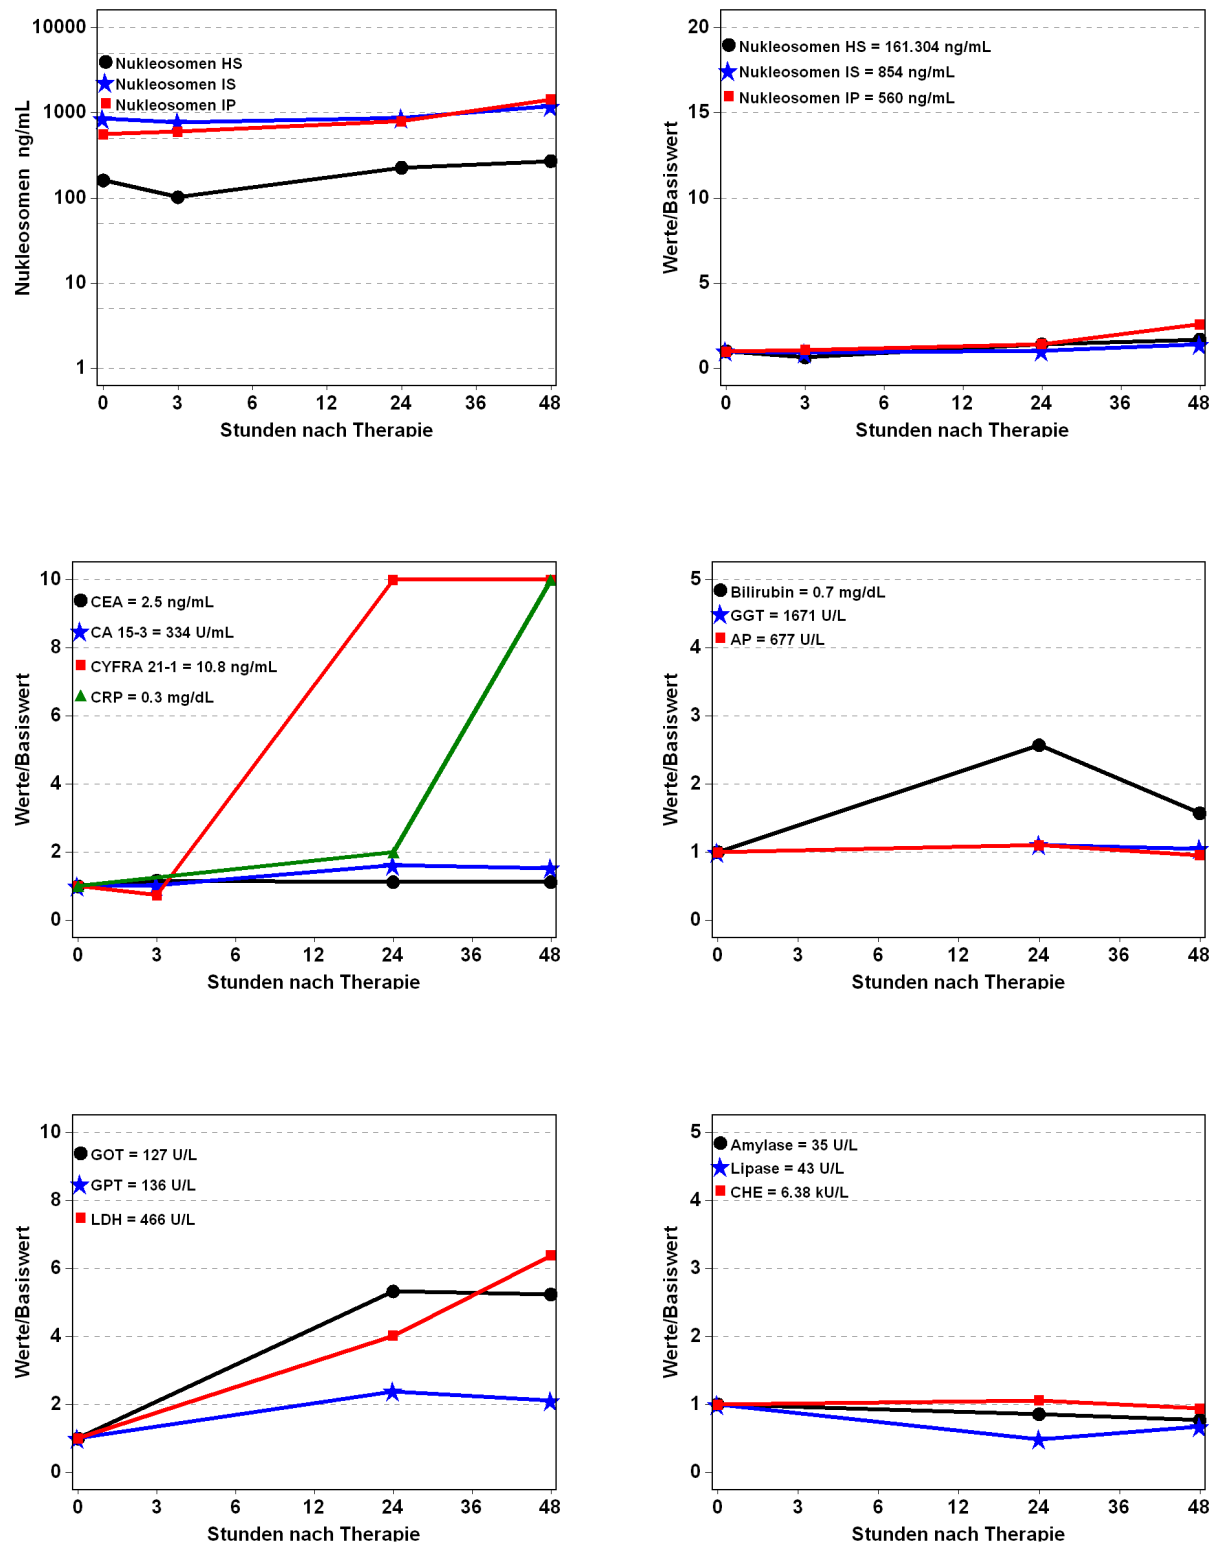 10000
1000
100
10
1
Nukleosomen ng/mL
Nukleosomen HS
Nukleosomen IS
Nukleosomen IP
0 3 6 12 24 36 48
Stunden nach Therapie
20
15
10
5
0
Werte/Basiswert
Nukleosomen HS = 161.304 ng/mL
Nukleosomen IS = 854 ng/mL
Nukleosomen IP = 560 ng/mL
0 3 6 12 24 36 48
Stunden nach Therapie
10
8
6
4
2
0
Werte/Basiswert
CEA = 2.5 ng/mL
CA 15-3 = 334 U/mL
CYFRA 21-1 = 10.8 ng/mL
CRP = 0.3 mg/dL
0 3 6 12 24 36 48
Stunden nach Therapie
5
4
3
2
1
0
Werte/Basiswert
Bilirubin = 0.7 mg/dL
GGT = 1671 U/L
AP = 677 U/L
0 3 6 12 24 36 48
Stunden nach Therapie
10
8
6
4
2
0
Werte/Basiswert
GOT = 127 U/L
GPT = 136 U/L
LDH = 466 U/L
0 3 6 12 24 36 48
Stunden nach Therapie
5
4
3
2
1
0
Werte/Basiswert
Amylase = 35 U/L
Lipase = 43 U/L
CHE = 6.38 kU/L
0 3 6 12 24 36 48
Stunden nach Therapie